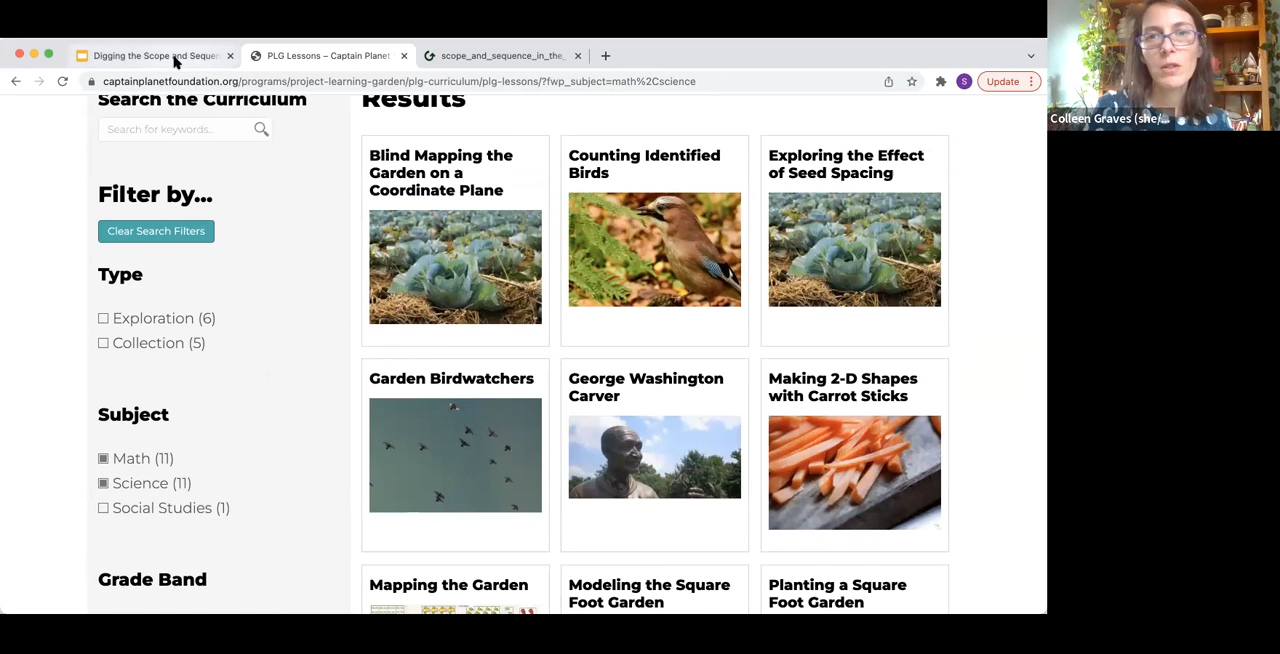 Digging the Scope and Sequen
PLG Lessons – Captain Planet
scope_and_sequence_in_the_
captainplanetfoundation.org/programs/project-learning-garden/plg-curriculum/plg-lessons/?fwp_subject=math%2Cscience
S
Update
Colleen Graves (she/...
Search the Curriculum
Search for keywords...
Filter by...
Clear Search Filters
Type
Exploration (6)
Collection (5)
Subject
Math (11)
Science (11)
Social Studies (1)
Grade Band
Results
Blind Mapping the
Garden on a
Coordinate Plane
Counting Identified
Birds
Exploring the Effect
of Seed Spacing
Garden Birdwatchers
George Washington
Carver
Making 2-D Shapes
with Carrot Sticks
Mapping the Garden
Modeling the Square
Foot Garden
Planting a Square
Foot Garden